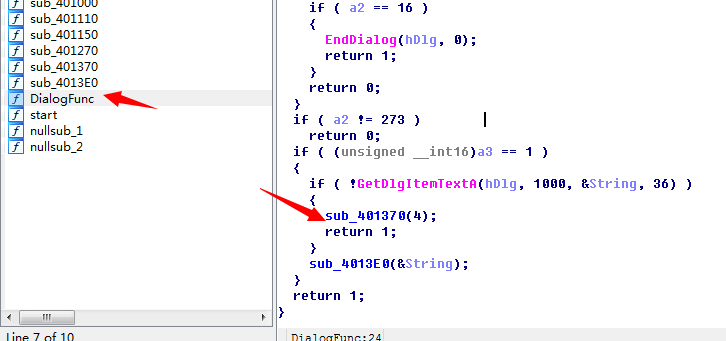 sub_401000
sub_401110
sub_401150
sub_401270
sub_401370
sub_4013E0
DialogFunc
start
nullsub_1
nullsub_2
Line 7 of 10
if ( a2 == 16 )
{
EndDialog(hDlg, 0);
return 1;
}
return 0;
}
if ( a2 != 273 )
return 0;
if ( (unsigned __int16)a3 == 1 )
{
if ( !GetDlgItemTextA(hDlg, 1000, &String, 36) )
{
sub_401370(4);
return 1;
}
sub_4013E0(&String);
}
return 1;
}
DialogFunc:24